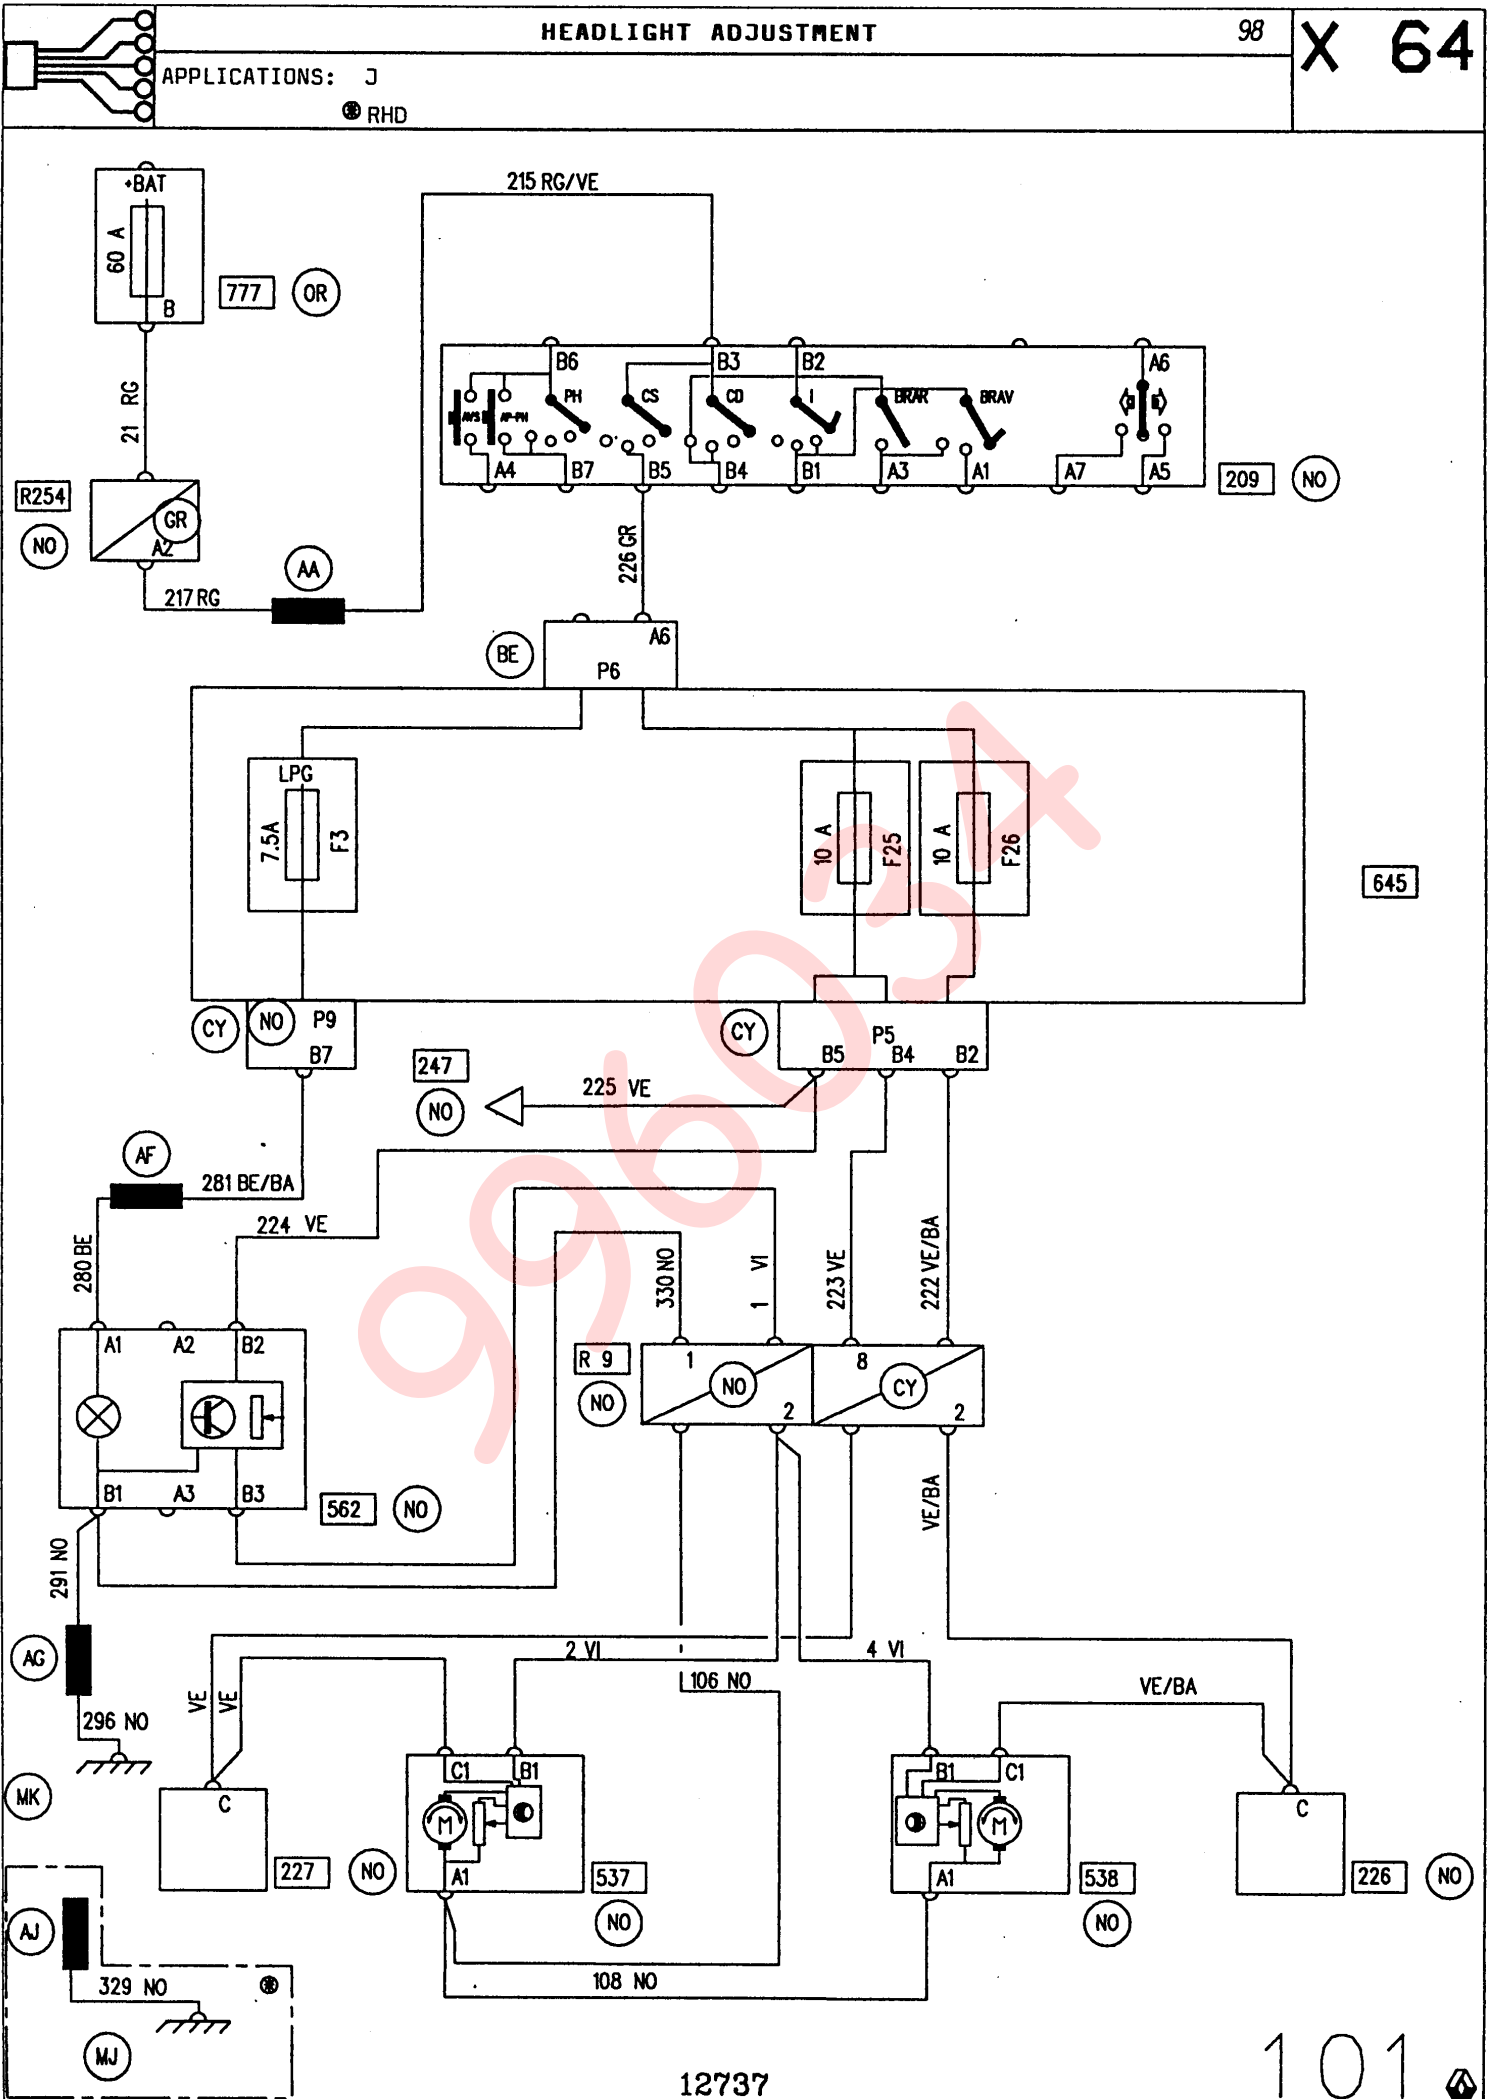 HEADLIGHT ADJUSTMENT
98
X 64
APPLICATIONS: J
RHD
+BAT
60 A
B
777
OR
215 RG/VE
21 RG
B6
B3
B2
A6
AVS
AP-PH
PH
CS
CD
I
BRAR
BRAV
A4
B7
B5
B4
B1
A3
A1
A7
A5
209
NO
R254
NO
GR
A2
217 RG
AA
226 GR
BE
A6
P6
LPG
7.5A
F3
10 A
F25
10 A
F26
645
CY
NO
P9
B7
CY
P5
B5
B4
B2
247
NO
225 VE
AF
281 BE/BA
280 BE
224 VE
330 NO
1 VI
223 VE
222 VE/BA
A1
A2
B2
R 9
NO
1
NO
2
8
CY
2
B1
A3
B3
562
NO
291 NO
VE/BA
AG
296 NO
VE
VE
2 VI
4 VI
106 NO
VE/BA
MK
C
227
NO
C1
B1
M
A1
537
NO
B1
C1
M
A1
538
NO
C
226
NO
AJ
329 NO
MJ
108 NO
12737
101
996034